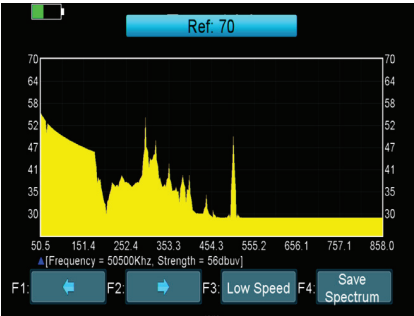 Ref: 70
70 70
64 64
58 58
52 52
47 47
41 41
35 35
30 30
50.5 151.4 252.4 353.3 454.3 555.2 656.1 757.1 858.0
[Frequency = 50500Khz, Strength = 56dbuv]
F1: F2: F3: Low Speed F4: Save Spectrum